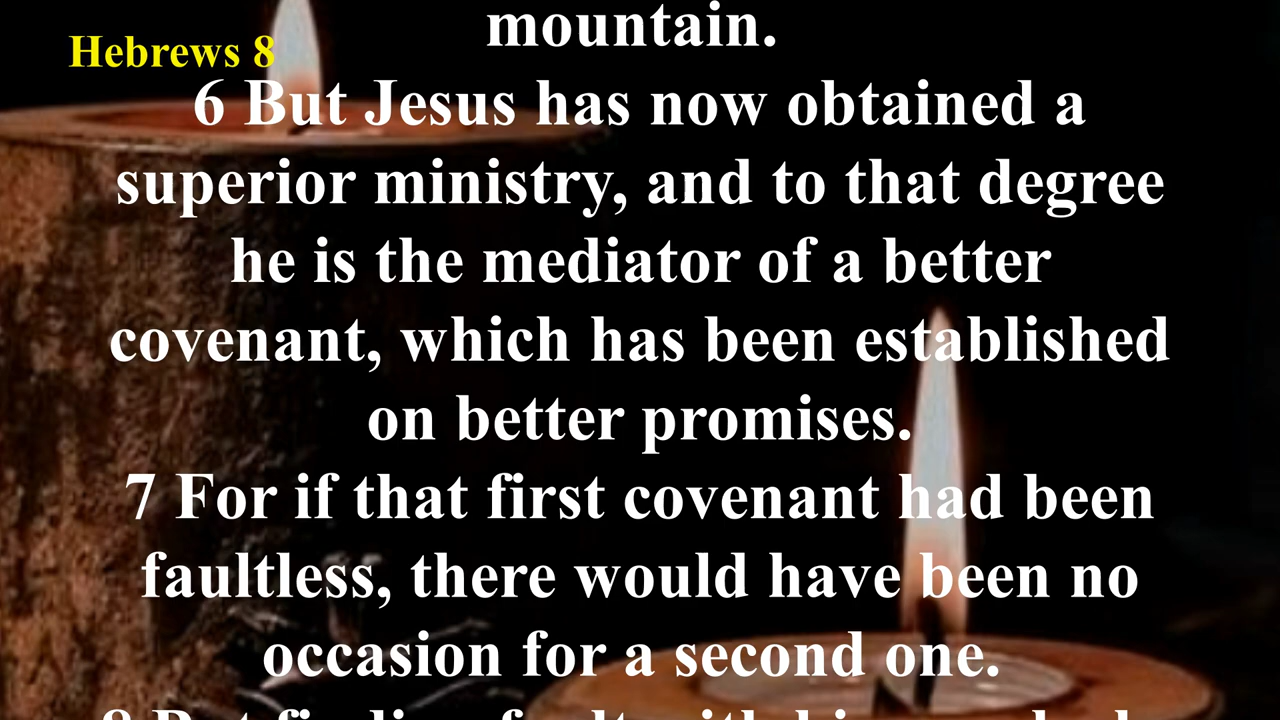 mountain.
Hebrews 8
6 But Jesus has now obtained a
superior ministry, and to that degree
he is the mediator of a better
covenant, which has been established
on better promises.
7 For if that first covenant had been
faultless, there would have been no
occasion for a second one.